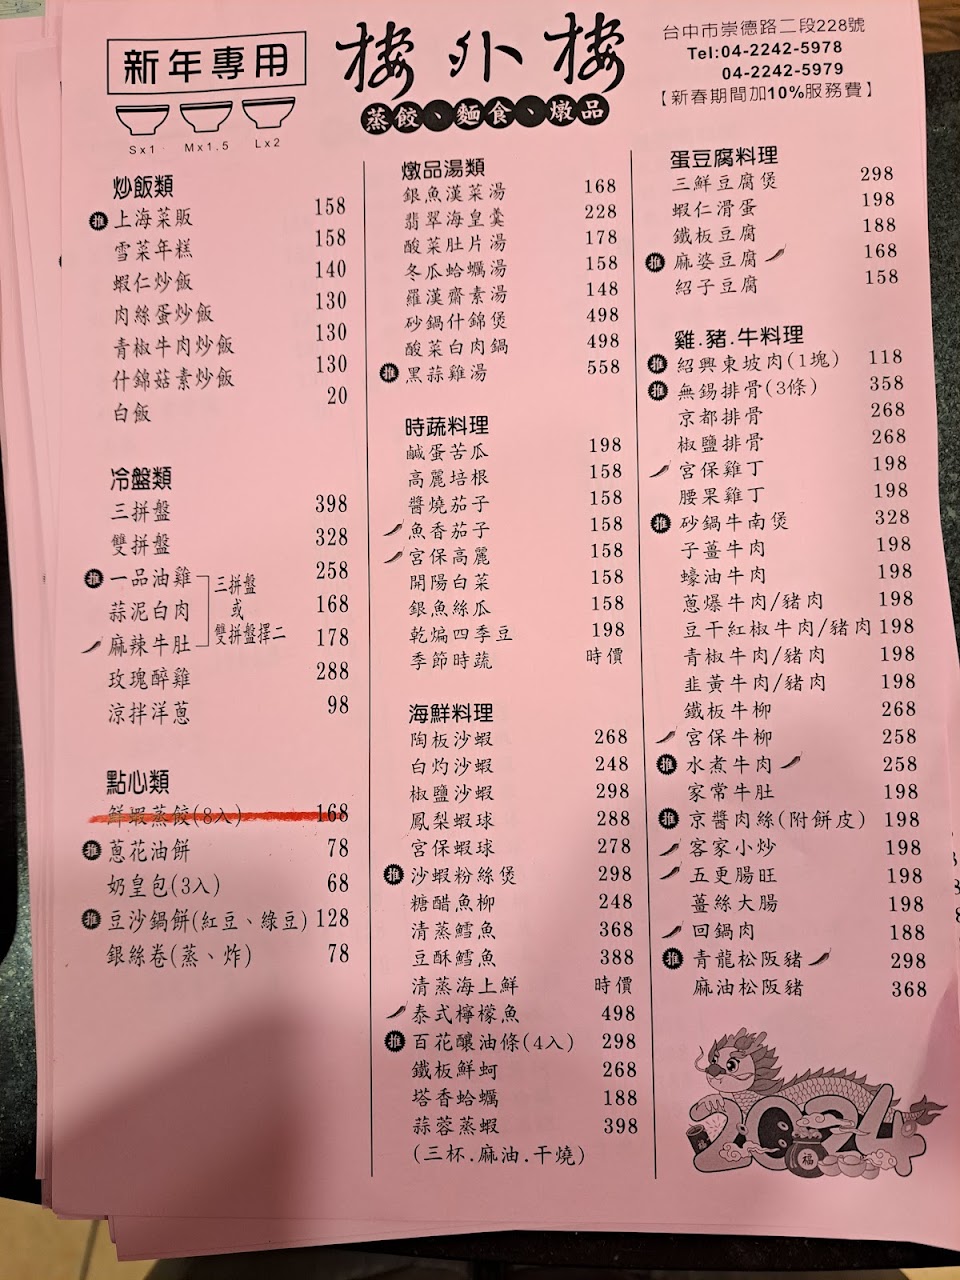 新年專用
Sx1 Mx1.5 Lx2
樓外樓
蒸餃、麵食、燉品
台中市崇德路二段228號
Tel:04-2242-5978
04-2242-5979
【新春期間加10%服務費】
炒飯類
推 上海菜販 158
雪菜年糕 158
蝦仁炒飯 140
肉絲蛋炒飯 130
青椒牛肉炒飯 130
什錦菇素炒飯 130
白飯 20
冷盤類
三拼盤 398
雙拼盤 328
推 一品油雞 258
蒜泥白肉 168
麻辣牛肚 178
三拼盤
或
雙拼盤擇二
玫瑰醉雞 288
涼拌洋蔥 98
點心類
鮮蝦蒸餃(8入) 168
推 蔥花油餅 78
奶皇包(3入) 68
推 豆沙鍋餅(紅豆、綠豆) 128
銀絲卷(蒸、炸) 78
燉品湯類
銀魚漢菜湯 168
翡翠海皇羹 228
酸菜肚片湯 178
冬瓜蛤蠣湯 158
羅漢齋素湯 148
砂鍋什錦煲 498
酸菜白肉鍋 498
推 黑蒜雞湯 558
時蔬料理
鹹蛋苦瓜 198
高麗培根 158
醬燒茄子 158
魚香茄子 158
宮保高麗 158
開陽白菜 158
銀魚絲瓜 158
乾煸四季豆 198
季節時蔬 時價
海鮮料理
陶板沙蝦 268
白灼沙蝦 248
椒鹽沙蝦 298
鳳梨蝦球 288
宮保蝦球 278
推 沙蝦粉絲煲 298
糖醋魚柳 248
清蒸鱈魚 368
豆酥鱈魚 388
清蒸海上鮮 時價
泰式檸檬魚 498
推 百花釀油條(4入) 298
鐵板鮮蚵 268
塔香蛤蠣 188
蒜蓉蒸蝦 398
(三杯.麻油.干燒)
蛋豆腐料理
三鮮豆腐煲 298
蝦仁滑蛋 198
鐵板豆腐 188
推 麻婆豆腐 168
紹子豆腐 158
雞.豬.牛料理
推 紹興東坡肉(1塊) 118
推 無錫排骨(3條) 358
京都排骨 268
椒鹽排骨 268
宮保雞丁 198
腰果雞丁 198
推 砂鍋牛南煲 328
子薑牛肉 198
蠔油牛肉 198
蔥爆牛肉/豬肉 198
豆干紅椒牛肉/豬肉 198
青椒牛肉/豬肉 198
韭黃牛肉/豬肉 198
鐵板牛柳 268
宮保牛柳 258
推 水煮牛肉 258
家常牛肚 198
推 京醬肉絲(附餅皮) 198
客家小炒 198
五更腸旺 198
薑絲大腸 198
回鍋肉 188
推 青龍松阪豬 298
麻油松阪豬 368
2024
福